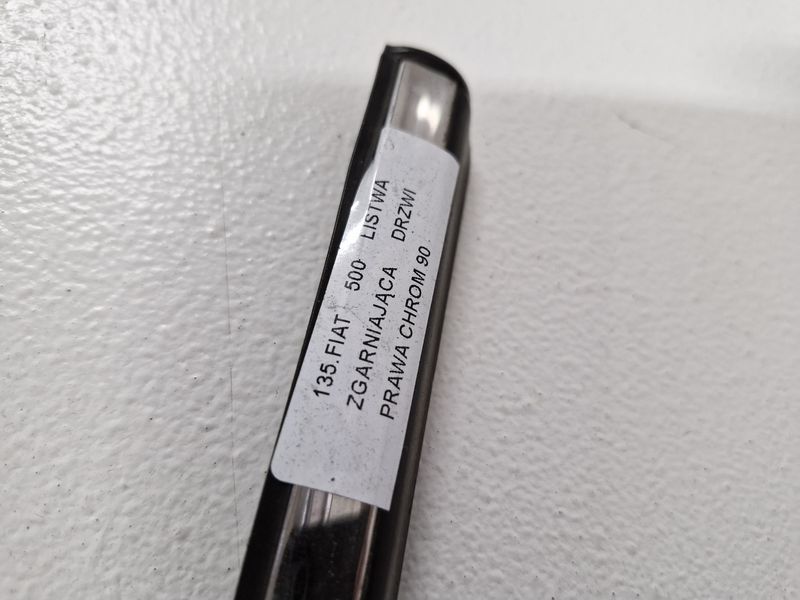 135.FIAT 500 LISTWA
ZGARNIAJĄCA DRZWI
PRAWA CHROM 90